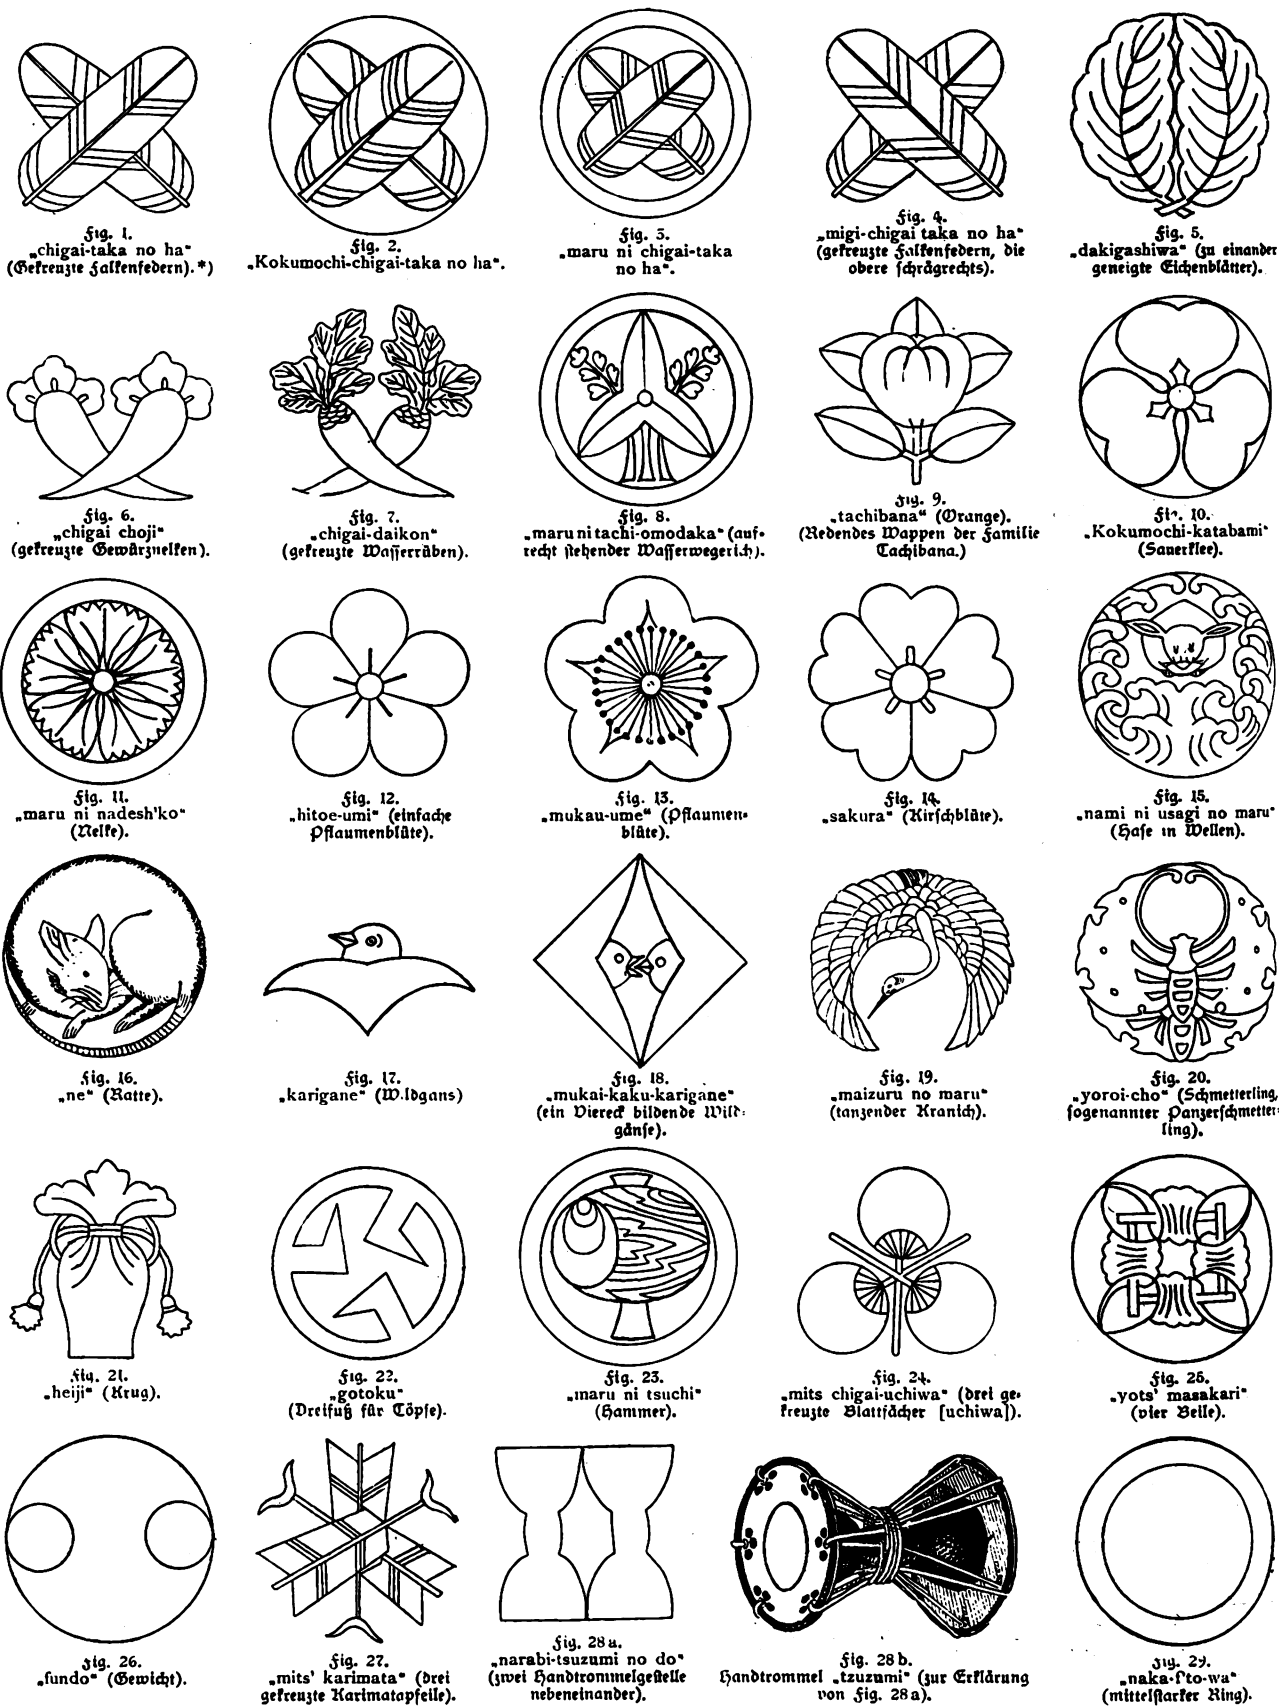 Fig. 1.
„chigai-taka no ha“
(Gekreuzte Falkenfedern).*)
Fig. 2.
„Kokumochi-chigai-taka no ha“.
Fig. 3.
„maru ni chigai-taka
no ha“.
Fig. 4.
„migi-chigai taka no ha“
(gekreuzte Falkenfedern, die
obere schrägrechts).
Fig. 5.
„dakigashiwa“ (zu einander
geneigte Eichenblätter).
Fig. 6.
„chigai choji“
(gekreuzte Gewürznelken).
Fig. 7.
„chigai-daikon“
(gekreuzte Wasserrüben).
Fig. 8.
„maru ni tachi-omodaka“ (auf-
recht stehender Wasserwegerich).
Fig. 9.
„tachibana“ (Orange).
(Redendes Wappen der Familie
Tachibana.)
Fig. 10.
„Kokumochi-katabami“
(Sauerklee).
Fig. 11.
„maru ni nadesh'ko“
(Nelke).
Fig. 12.
„hitoe-umi“ (einfache
Pflaumenblüte).
Fig. 13.
„mukau-ume“ (Pflaumen-
blüte).
Fig. 14.
„sakura“ (Kirschblüte).
Fig. 15.
„nami ni usagi no maru“
(Hase in Wellen).
Fig. 16.
„ne“ (Ratte).
Fig. 17.
„karigane“ (Wildgans)
Fig. 18.
„mukai-kaku-karigane“
(ein Viereck bildende Wild-
gänse).
Fig. 19.
„maizuru no maru“
(tanzender Kranich).
Fig. 20.
„yoroi-cho“ (Schmetterling,
sogenannter Panzerschmetter-
ling).
Fig. 21.
„heiji“ (Krug).
Fig. 22.
„gotoku“
(Dreifuß für Töpfe).
Fig. 23.
„maru ni tsuchi“
(Hammer).
Fig. 24.
„mits chigai-uchiwa“ (drei ge-
kreuzte Blattfächer [uchiwa]).
Fig. 25.
„yots' masakari“
(vier Beile).
Fig. 26.
„fundo“ (Gewicht).
Fig. 27.
„mits' karimata“ (drei
gekreuzte Karimatapfeile).
Fig. 28a.
„narabi-tsuzumi no do“
(zwei Handtrommelgestelle
nebeneinander).
Fig. 28b.
Handtrommel „tzuzumi“ (zur Erklärung
von Fig. 28a).
Fig. 29.
„naka-f'to-wa“
(mittelstarker Ring).